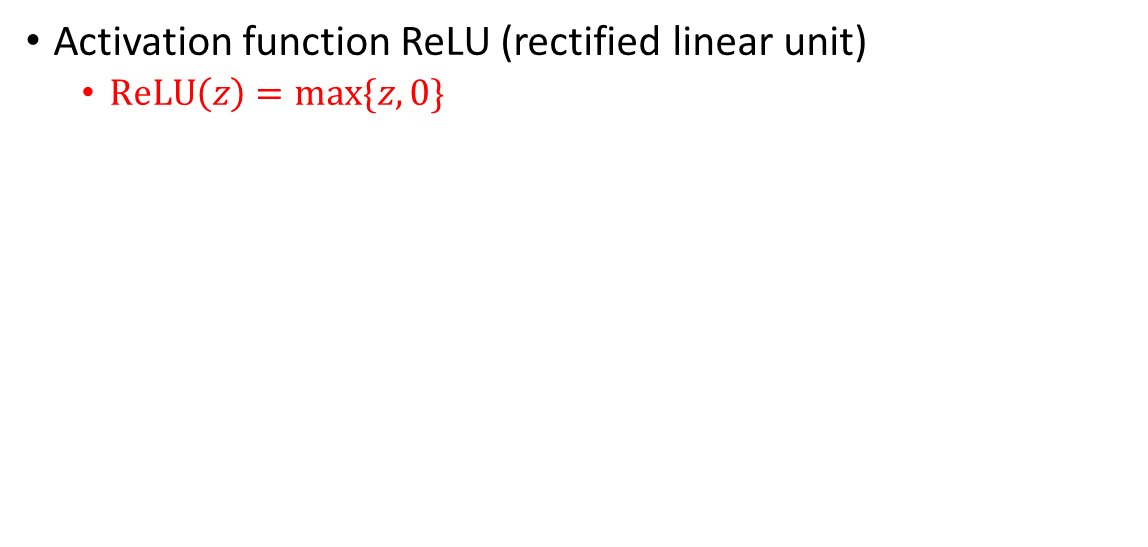 • Activation function ReLU (rectified linear unit)
• ReLU(z) = max{z, 0}